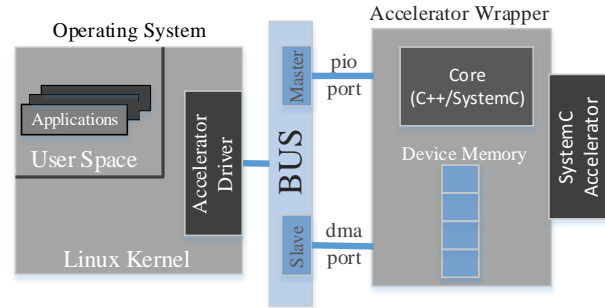 Operating System
Applications
User Space
Linux Kernel
Accelerator
Driver
BUS
Master
Slave
pio
port
dma
port
Accelerator Wrapper
Core
(C++/SystemC)
Device Memory
SystemC
Accelerator